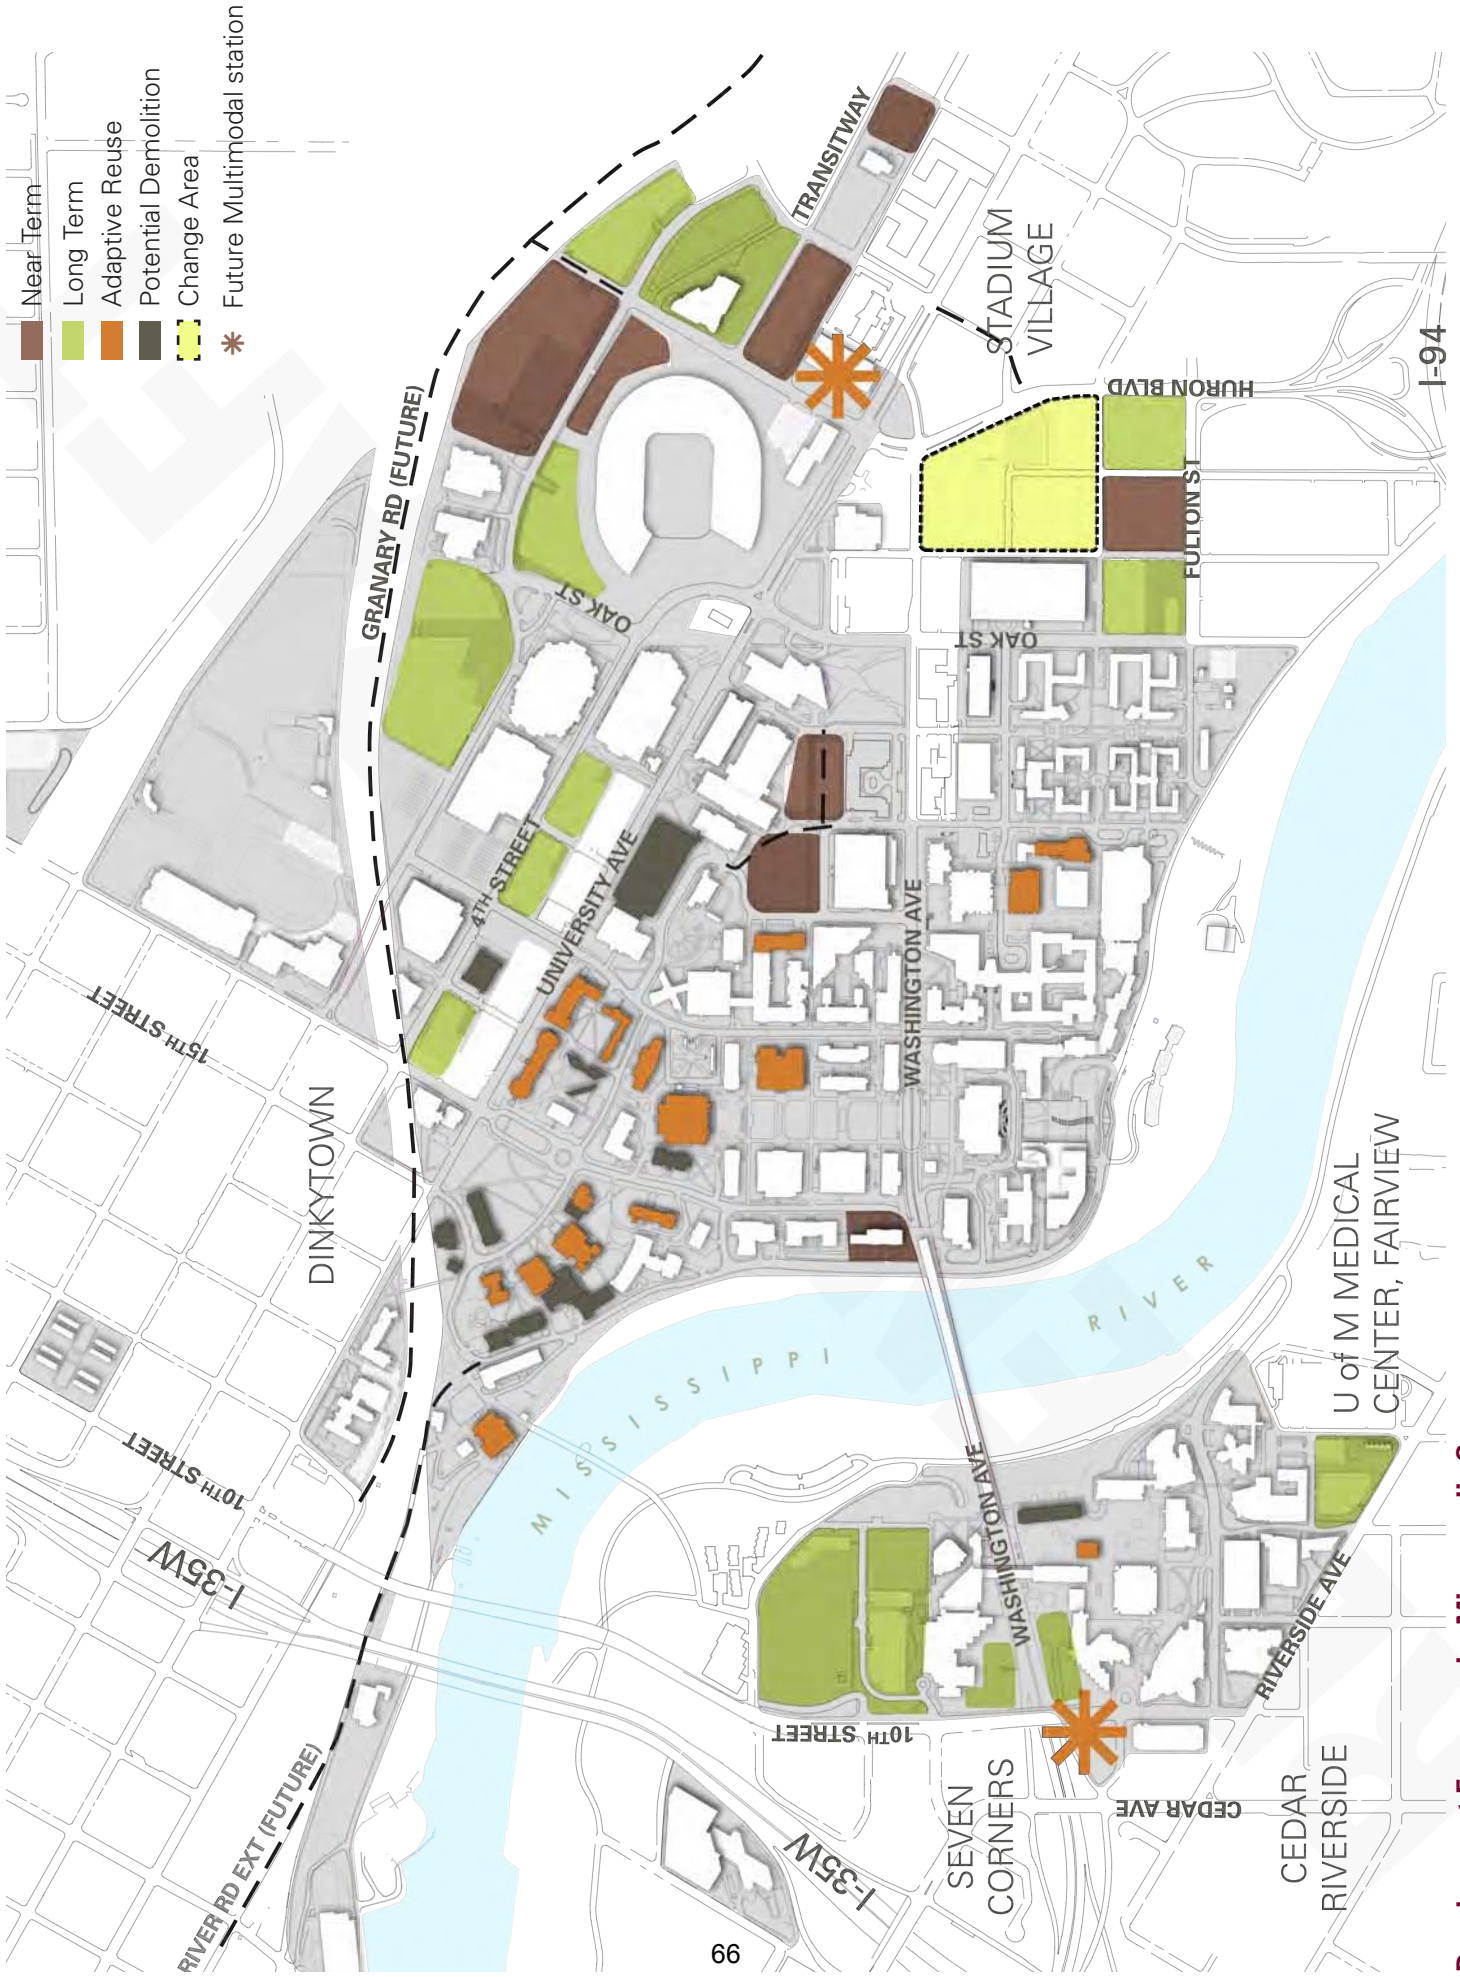 Near Term
Long Term
Adaptive Reuse
Potential Demolition
Change Area
Future Multimodal station
TRANSITWAY
STADIUM
VILLAGE
GRANARY RD (FUTURE)
HURON BLVD
I-94
FULTON ST
OAK ST
OAK ST
4TH STREET
UNIVERSITY AVE
WASHINGTON AVE
15TH STREET
DINKYTOWN
U of M MEDICAL
CENTER, FAIRVIEW
MISSISSIPPI
RIVER
10TH STREET
I-35W
WASHINGTON AVE
RIVERSIDE AVE
10TH STREET
RIVER RD EXT (FUTURE)
SEVEN
CORNERS
CEDAR AVE
CEDAR
RIVERSIDE
I-35W
66